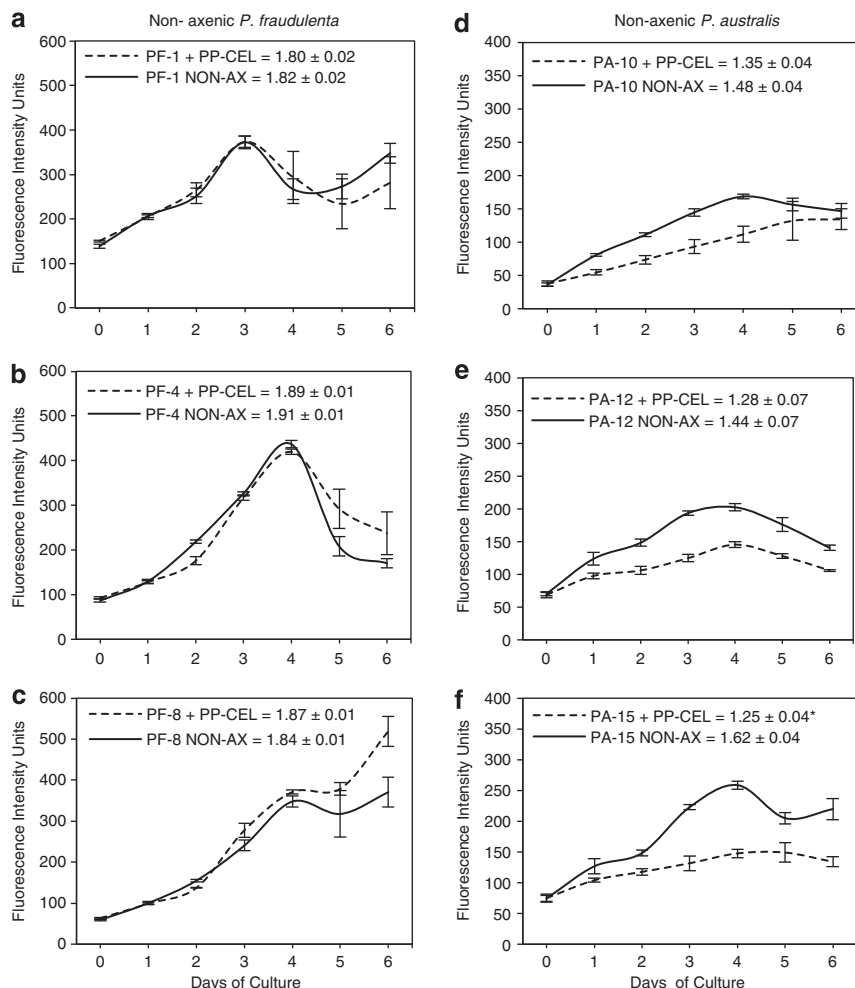 a
Non- axenic P. fraudulenta
PF-1 + PP-CEL = 1.80 ± 0.02
PF-1 NON-AX = 1.82 ± 0.02
Fluorescence Intensity Units
600
500
400
300
200
100
0
0 1 2 3 4 5 6
b
PF-4 + PP-CEL = 1.89 ± 0.01
PF-4 NON-AX = 1.91 ± 0.01
Fluorescence Intensity Units
600
500
400
300
200
100
0
0 1 2 3 4 5 6
c
PF-8 + PP-CEL = 1.87 ± 0.01
PF-8 NON-AX = 1.84 ± 0.01
Fluorescence Intensity Units
600
500
400
300
200
100
0
0 1 2 3 4 5 6
Days of Culture
d
Non-axenic P. australis
PA-10 + PP-CEL = 1.35 ± 0.04
PA-10 NON-AX = 1.48 ± 0.04
Fluorescence Intensity Units
400
350
300
250
200
150
100
50
0
0 1 2 3 4 5 6
e
PA-12 + PP-CEL = 1.28 ± 0.07
PA-12 NON-AX = 1.44 ± 0.07
Fluorescence Intensity Units
400
350
300
250
200
150
100
50
0
0 1 2 3 4 5 6
f
PA-15 + PP-CEL = 1.25 ± 0.04*
PA-15 NON-AX = 1.62 ± 0.04
Fluorescence Intensity Units
400
350
300
250
200
150
100
50
0
0 1 2 3 4 5 6
Days of Culture